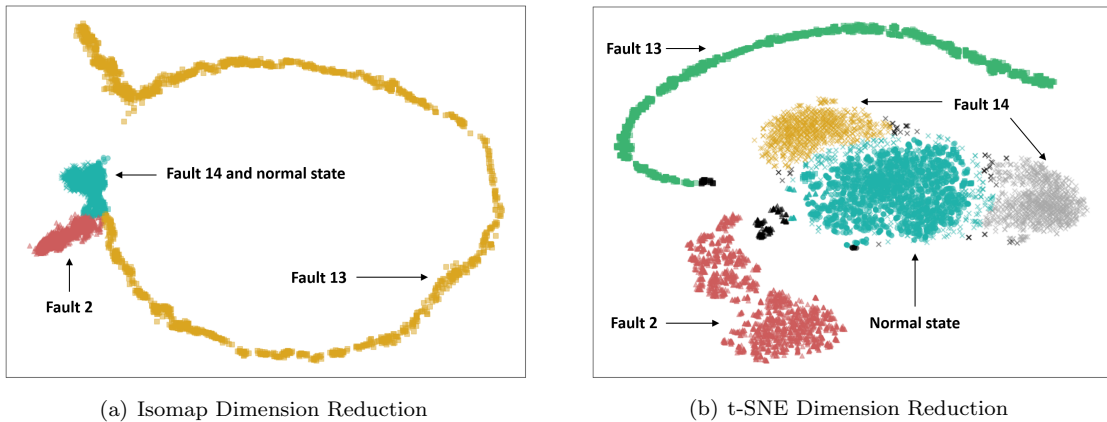 Fault 14 and normal state
Fault 13
Fault 2
(a) Isomap Dimension Reduction
Fault 13
Fault 14
Fault 2
Normal state
(b) t-SNE Dimension Reduction